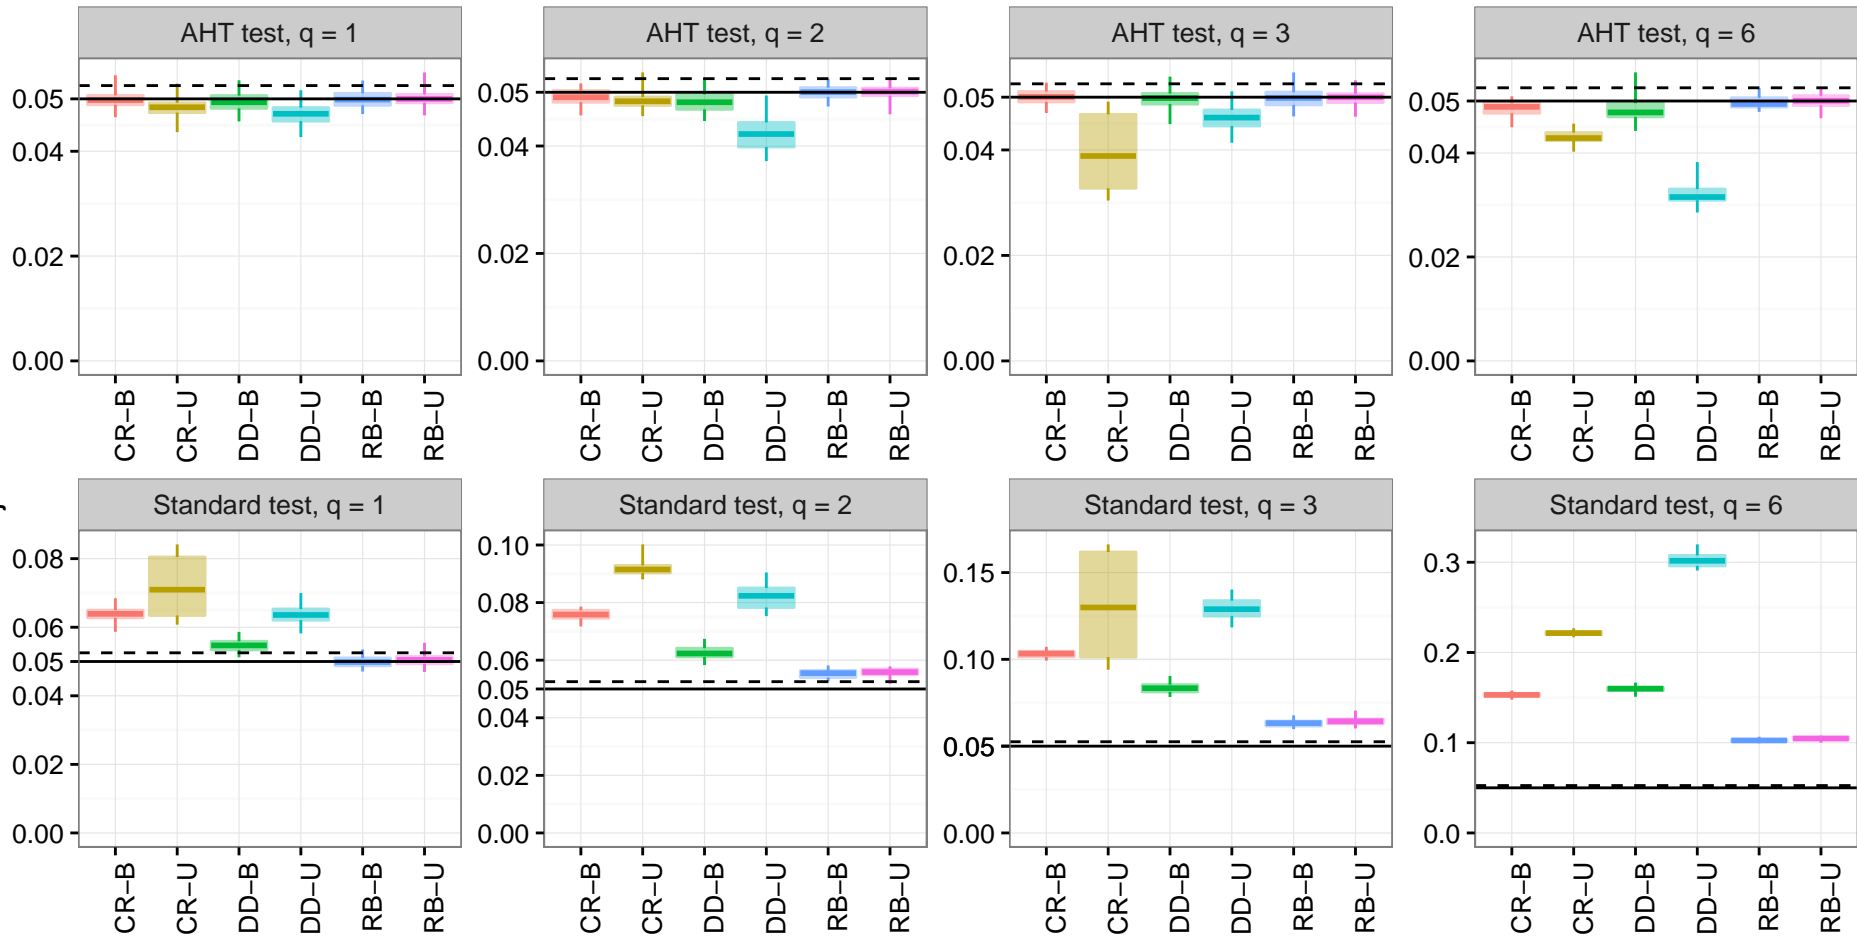 AHT test, q = 1
AHT test, q = 2
AHT test, q = 3
AHT test, q = 6
0.05
0.04
0.02
0.00
0.05
0.04
0.02
0.00
0.05
0.04
0.02
0.00
0.05
0.04
0.02
0.00
CR−B
CR−U
DD−B
DD−U
RB−B
RB−U
CR−B
CR−U
DD−B
DD−U
RB−B
RB−U
CR−B
CR−U
DD−B
DD−U
RB−B
RB−U
CR−B
CR−U
DD−B
DD−U
RB−B
RB−U
Standard test, q = 1
Standard test, q = 2
Standard test, q = 3
Standard test, q = 6
0.08
0.06
0.05
0.04
0.02
0.00
0.10
0.08
0.06
0.05
0.04
0.02
0.00
0.15
0.10
0.05
0.00
0.3
0.2
0.1
0.0
CR−B
CR−U
DD−B
DD−U
RB−B
RB−U
CR−B
CR−U
DD−B
DD−U
RB−B
RB−U
CR−B
CR−U
DD−B
DD−U
RB−B
RB−U
CR−B
CR−U
DD−B
DD−U
RB−B
RB−U